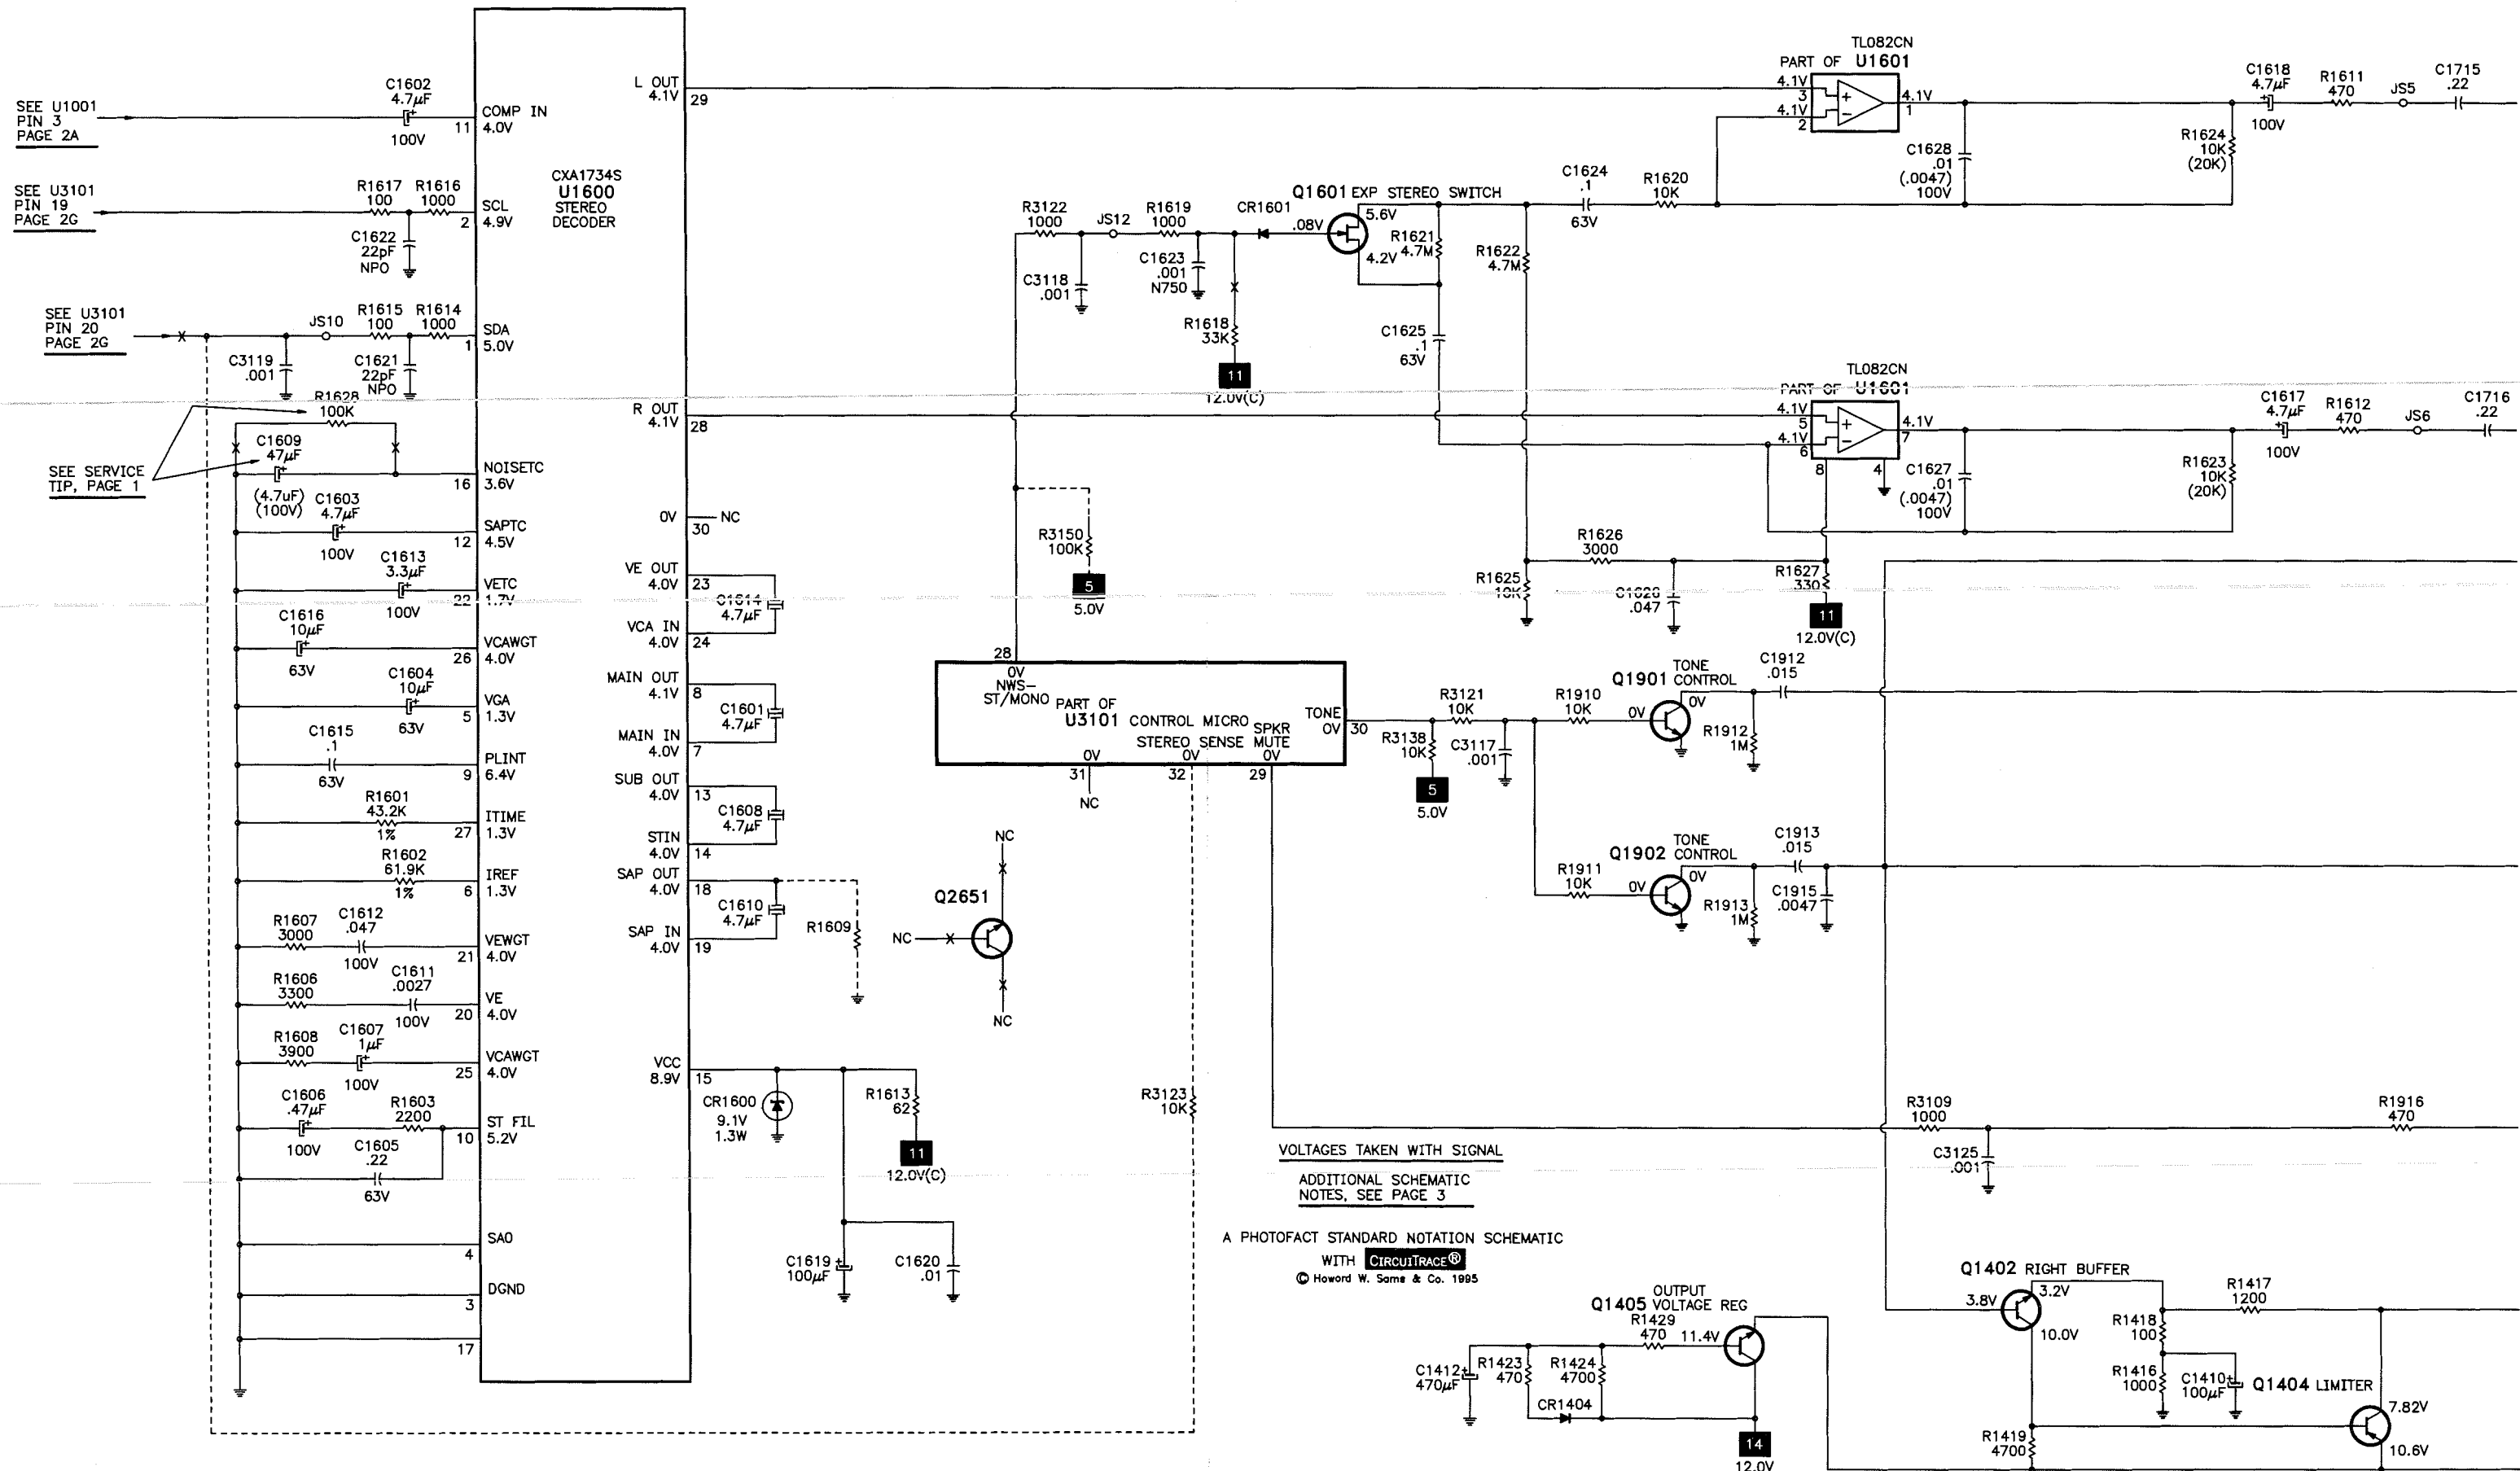 SEE U1001
PIN 3
PAGE 2A
C1602
4.7µF
100V
COMP IN
11 4.0V
SEE U3101
PIN 19
PAGE 2G
R1617
100
R1616
1000
SCL
2 4.9V
C1622
22pF
NPO
SEE U3101
PIN 20
PAGE 2G
JS10
R1615
100
R1614
1000
SDA
1 5.0V
C3119
.001
C1621
22pF
NPO
R1628
100K
C1609
47µF
(4.7uF)
(100V)
SEE SERVICE
TIP, PAGE 1
NOISETC
16 3.6V
C1603
4.7µF
100V
SAPTC
12 4.5V
C1613
3.3µF
100V
VETC
22 1.7V
C1616
10µF
63V
VCAWGT
26 4.0V
C1604
10µF
63V
VGA
5 1.3V
C1615
.1
63V
PLINT
9 6.4V
R1601
43.2K
1%
ITIME
27 1.3V
R1602
61.9K
1%
IREF
6 1.3V
R1607
3000
C1612
.047
100V
VEWGT
21 4.0V
R1606
3300
C1611
.0027
100V
VE
20 4.0V
R1608
3900
C1607
1µF
100V
VCAWGT
25 4.0V
C1606
.47µF
100V
R1603
2200
ST FIL
10 5.2V
C1605
.22
63V
SAO
4
DGND
3
17
CXA1734S
U1600
STEREO
DECODER
L OUT
4.1V 29
R OUT
4.1V 28
0V 30 NC
VE OUT
4.0V 23
C1614
4.7µF
VCA IN
4.0V 24
MAIN OUT
4.1V 8
C1601
4.7µF
MAIN IN
4.0V 7
SUB OUT
4.0V 13
C1608
4.7µF
STIN
4.0V 14
SAP OUT
4.0V 18
C1610
4.7µF
SAP IN
4.0V 19
R1609
VCC
8.9V 15
CR1600
9.1V
1.3W
R1613
62
11
12.0V(C)
C1619
100µF
C1620
.01
NC
Q2651
NC
NC
R3122
1000
JS12
R1619
1000
CR1601
C3118
.001
C1623
.001
N750
R1618
33K
11
12.0V(C)
Q1601 EXP STEREO SWITCH
.08V
5.6V
4.2V
R1621
4.7M
R1622
4.7M
C1625
.1
63V
C1624
.1
63V
R1620
10K
TL082CN
PART OF U1601
4.1V
3
4.1V
2
4.1V
1
C1628
.01
(.0047)
100V
R1624
10K
(20K)
C1618
4.7µF
100V
R1611
470
JS5
C1715
.22
TL082CN
PART OF U1601
4.1V
5
4.1V
6
4.1V
7
8
4
C1627
.01
(.0047)
100V
R1623
10K
(20K)
C1617
4.7µF
100V
R1612
470
JS6
C1716
.22
R3150
100K
5
5.0V
R1626
3000
R1625
10K
.047
R1627
330
11
12.0V(C)
28
0V
NWS-
ST/MONO
PART OF
U3101 CONTROL MICRO
STEREO SENSE
SPKR
MUTE
TONE
0V 30
0V
31
NC
0V
32
0V
29
R3138
10K
5
5.0V
R3121
10K
C3117
.001
R1910
10K
Q1901
TONE
CONTROL
0V
0V
R1912
1M
C1912
.015
R1911
10K
Q1902
TONE
CONTROL
0V
0V
R1913
1M
C1913
.015
C1915
.0047
R3123
10K
R3109
1000
C3125
.001
R1916
470
VOLTAGES TAKEN WITH SIGNAL
ADDITIONAL SCHEMATIC
NOTES, SEE PAGE 3
A PHOTOFACT STANDARD NOTATION SCHEMATIC
WITH CIRCUITRACE®
© Howard W. Sams & Co. 1995
OUTPUT
Q1405 VOLTAGE REG
R1429
470
11.4V
C1412
470µF
R1423
470
R1424
4700
CR1404
14
12.0V
Q1402 RIGHT BUFFER
3.8V
3.2V
10.0V
R1418
100
R1417
1200
R1416
1000
C1410
100µF
Q1404 LIMITER
7.82V
10.6V
R1419
4700